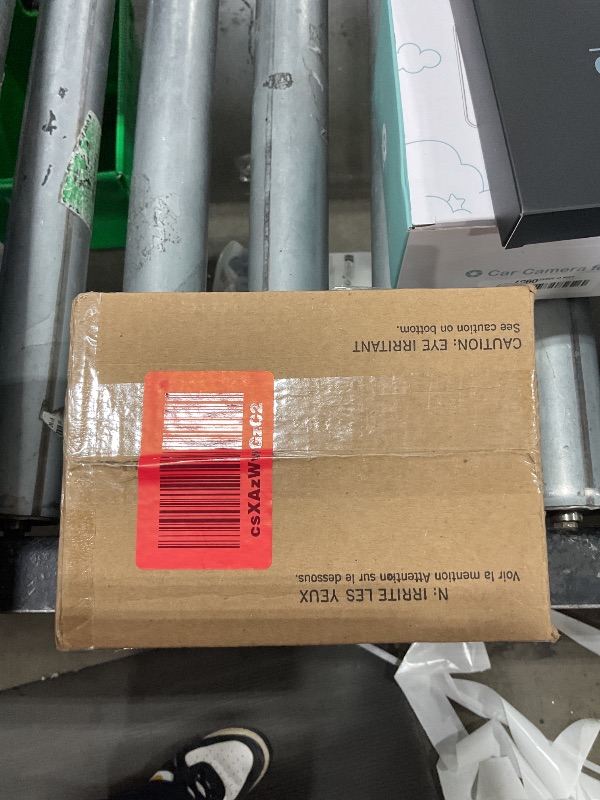 CAUTION: EYE IRRITANT
See caution on bottom.
csXAzWwGzC2
N: IRRITE LES YEUX
Voir la mention Attention sur le dessous.
Car Camera